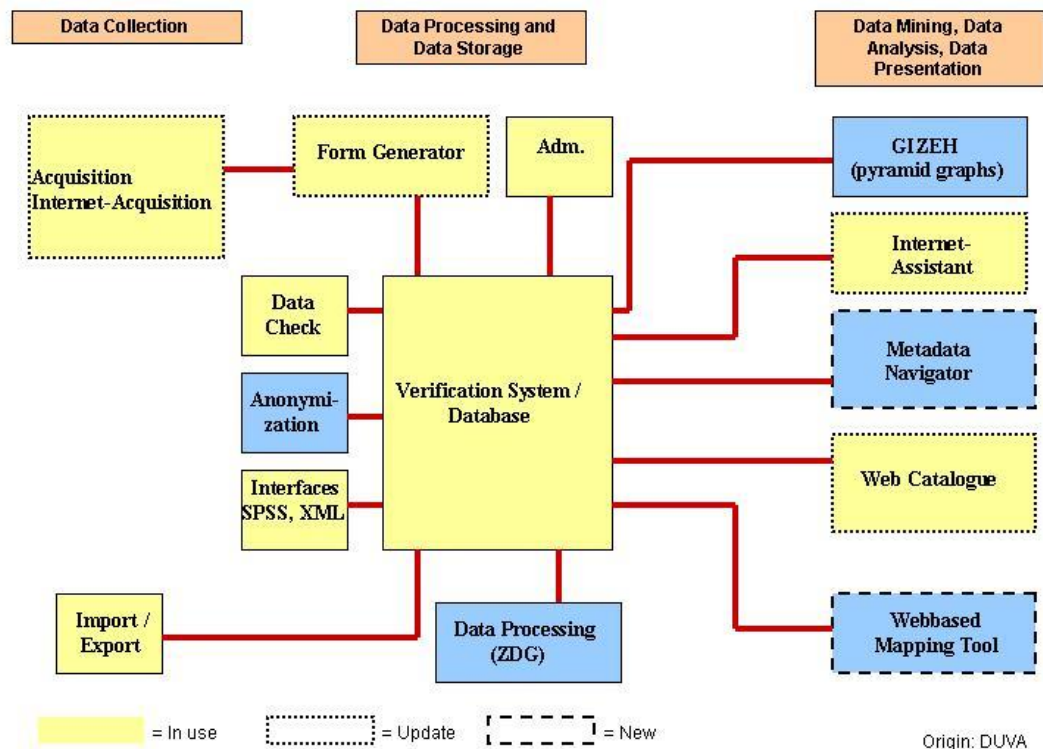 Data Collection
Data Processing and
Data Storage
Data Mining, Data
Analysis, Data
Presentation
Acquisition
Internet-Acquisition
Form Generator
Adm.
GIZEH
(pyramid graphs)
Internet-
Assistant
Data
Check
Metadada
Navigator
Anonymi-
zation
Verification System /
Database
Interfaces
SPSS, XML
Web Catalogue
Import /
Export
Data Processing
(ZDG)
Webbased
Mapping Tool
= In use
= Update
= New
Origin: DUVA